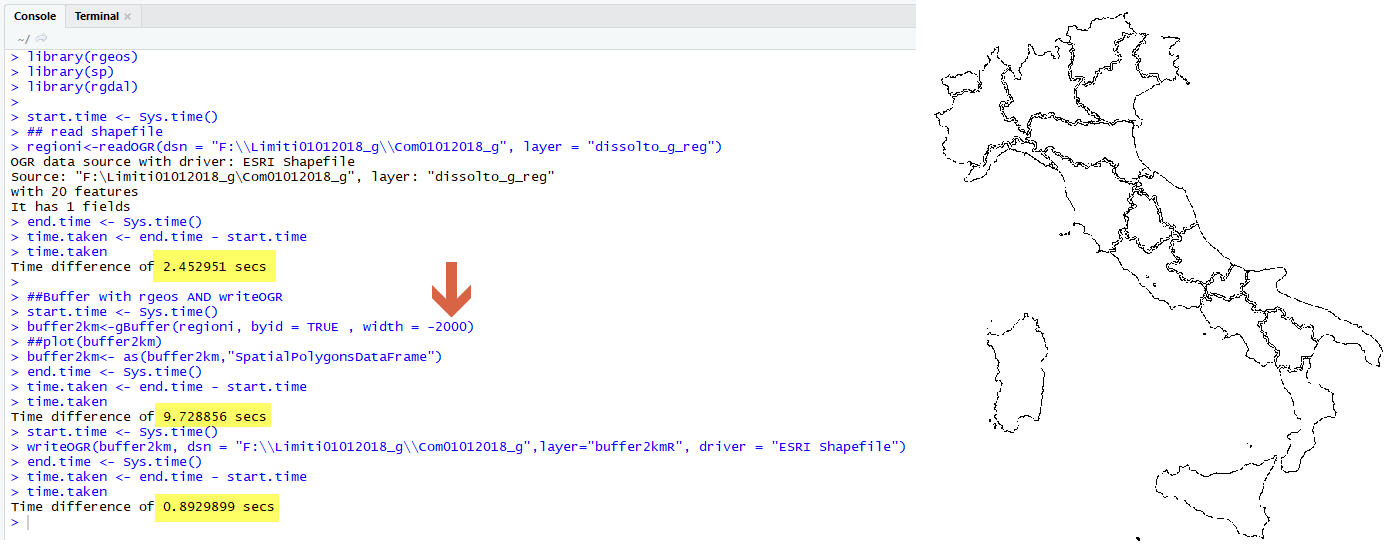 Console Terminal ×
~/
> library(rgeos)
> library(sp)
> library(rgdal)
>
> start.time <- Sys.time()
> ## read shapefile
> regioni<-readOGR(dsn = "F:\\Limiti01012018_g\\Com01012018_g", layer = "dissolto_g_reg")
OGR data source with driver: ESRI Shapefile
Source: "F:\Limiti01012018_g\Com01012018_g", layer: "dissolto_g_reg"
with 20 features
It has 1 fields
> end.time <- Sys.time()
> time.taken <- end.time - start.time
> time.taken
Time difference of 2.452951 secs
>
> ##Buffer with rgeos AND writeOGR
> start.time <- Sys.time()
> buffer2km<-gBuffer(regioni, byid = TRUE , width = -2000)
> ##plot(buffer2km)
> buffer2km<- as(buffer2km,"SpatialPolygonsDataFrame")
> end.time <- Sys.time()
> time.taken <- end.time - start.time
> time.taken
Time difference of 9.728856 secs
> start.time <- Sys.time()
> writeOGR(buffer2km, dsn = "F:\\Limiti01012018_g\\Com01012018_g",layer="buffer2kmR", driver = "ESRI Shapefile")
> end.time <- Sys.time()
> time.taken <- end.time - start.time
> time.taken
Time difference of 0.8929899 secs
>